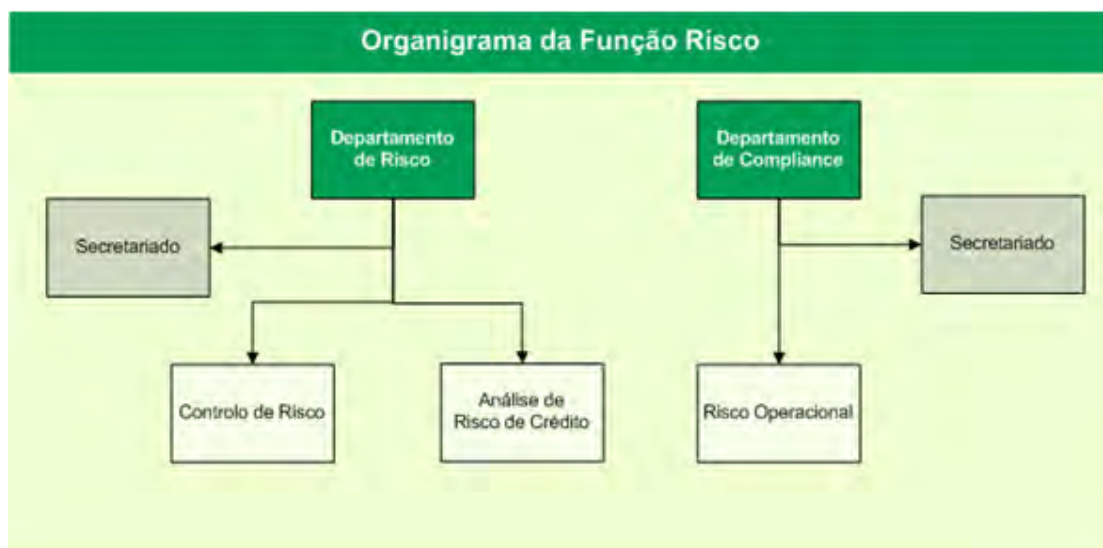 Organigrama da Função Risco
Departamento
de Risco
Departamento
de Compliance
Secretariado
Secretariado
Controlo de Risco
Análise de
Risco de Crédito
Risco Operacional